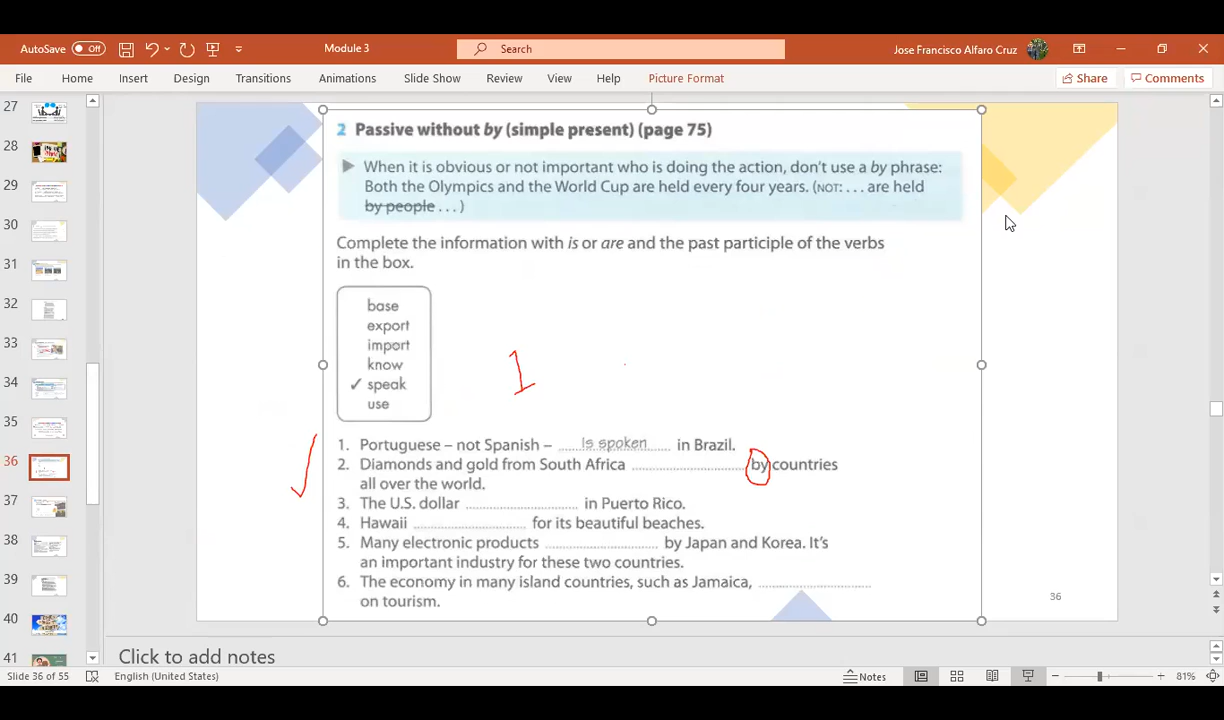 AutoSave Off Module 3 Search Jose Francisco Alfaro Cruz
File Home Insert Design Transitions Animations Slide Show Review View Help Picture Format Share Comments
27
28
29
30
31
32
33
34
35
36
37
38
39
40
41
2 Passive without by (simple present) (page 75)
When it is obvious or not important who is doing the action, don't use a by phrase:
Both the Olympics and the World Cup are held every four years. (NOT: . . . are held
by people . . . )
Complete the information with is or are and the past participle of the verbs
in the box.
base
export
import
know
✓ speak
use
1
1. Portuguese – not Spanish – is spoken in Brazil.
2. Diamonds and gold from South Africa .......................... by countries
all over the world.
3. The U.S. dollar .......................... in Puerto Rico.
4. Hawaii .......................... for its beautiful beaches.
5. Many electronic products .......................... by Japan and Korea. It's
an important industry for these two countries.
6. The economy in many island countries, such as Jamaica, ..........................
on tourism.
36
Click to add notes
Slide 36 of 55 English (United States) Notes 81%